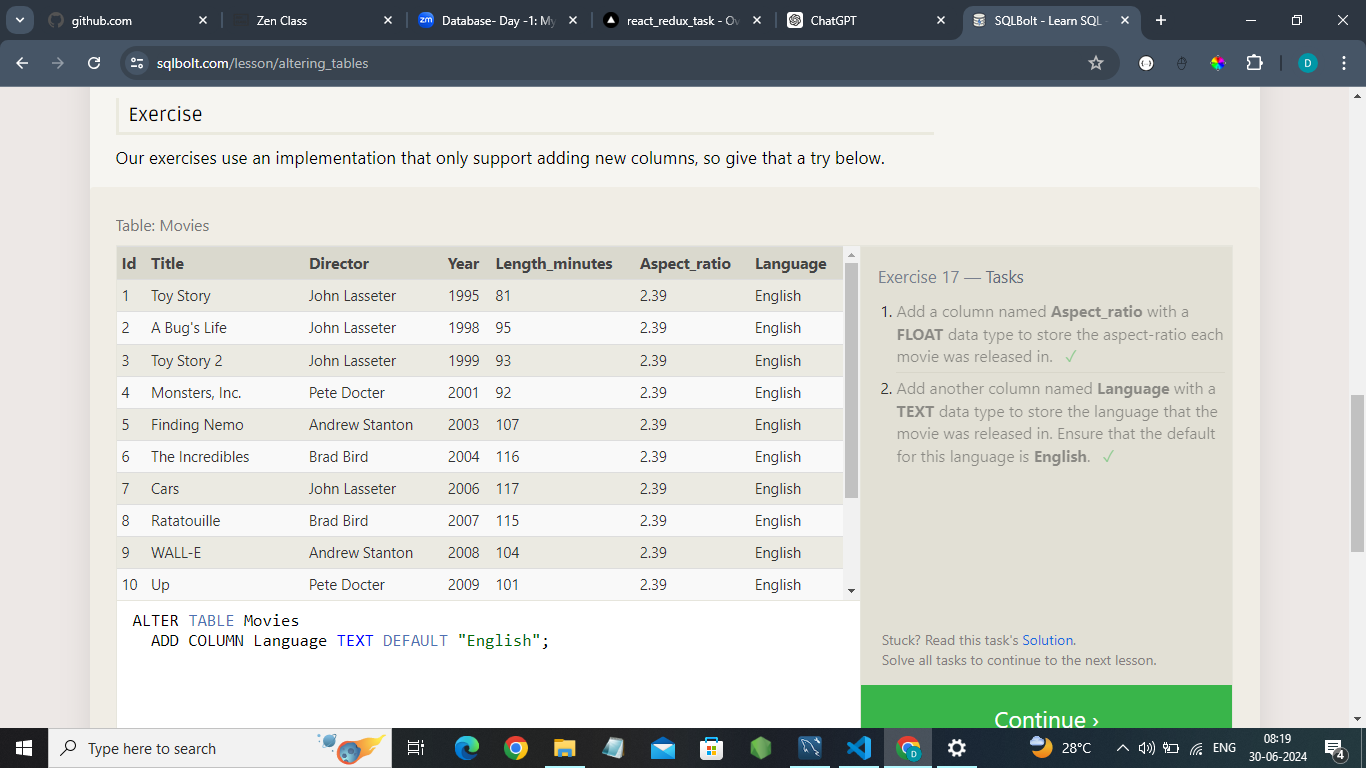 github.com
Zen Class
zm Database- Day -1: My
react_redux_task - Ov
ChatGPT
SQLBolt - Learn SQL -
sqlbolt.com/lesson/altering_tables
D
Exercise
Our exercises use an implementation that only support adding new columns, so give that a try below.
Table: Movies
Id Title Director Year Length_minutes Aspect_ratio Language
1 Toy Story John Lasseter 1995 81 2.39 English
2 A Bug's Life John Lasseter 1998 95 2.39 English
3 Toy Story 2 John Lasseter 1999 93 2.39 English
4 Monsters, Inc. Pete Docter 2001 92 2.39 English
5 Finding Nemo Andrew Stanton 2003 107 2.39 English
6 The Incredibles Brad Bird 2004 116 2.39 English
7 Cars John Lasseter 2006 117 2.39 English
8 Ratatouille Brad Bird 2007 115 2.39 English
9 WALL-E Andrew Stanton 2008 104 2.39 English
10 Up Pete Docter 2009 101 2.39 English
ALTER TABLE Movies
ADD COLUMN Language TEXT DEFAULT "English";
Exercise 17 — Tasks
1. Add a column named Aspect_ratio with a
FLOAT data type to store the aspect-ratio each
movie was released in. ✓
2. Add another column named Language with a
TEXT data type to store the language that the
movie was released in. Ensure that the default
for this language is English. ✓
Stuck? Read this task's Solution.
Solve all tasks to continue to the next lesson.
Continue ›
Type here to search
D
28°C
ENG
08:19
30-06-2024
4